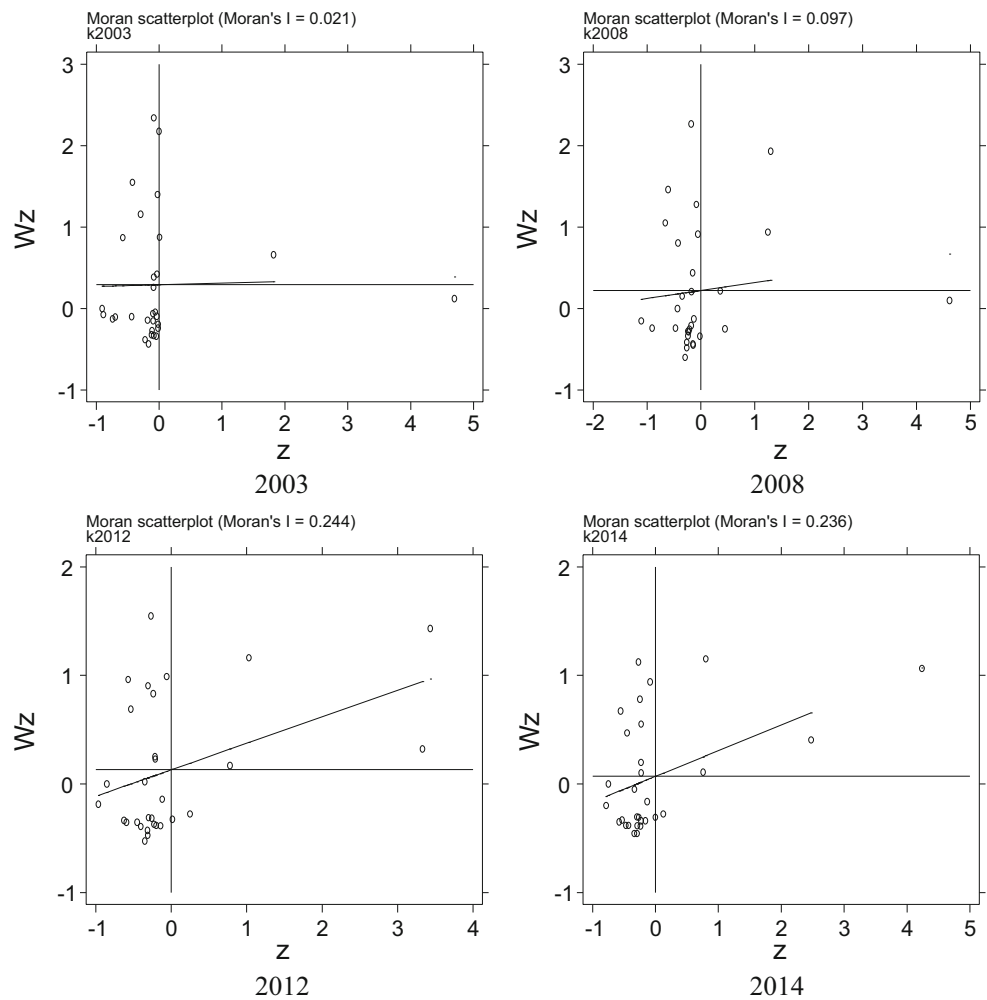 Moran scatterplot (Moran's I = 0.021)
k2003
3
2
1
0
-1
Wz
-1 0 1 2 3 4 5
z
2003
Moran scatterplot (Moran's I = 0.097)
k2008
3
2
1
0
-1
Wz
-2 -1 0 1 2 3 4 5
z
2008
Moran scatterplot (Moran's I = 0.244)
k2012
2
1
0
-1
Wz
-1 0 1 2 3 4
z
2012
Moran scatterplot (Moran's I = 0.236)
k2014
2
1
0
-1
Wz
-1 0 1 2 3 4 5
z
2014